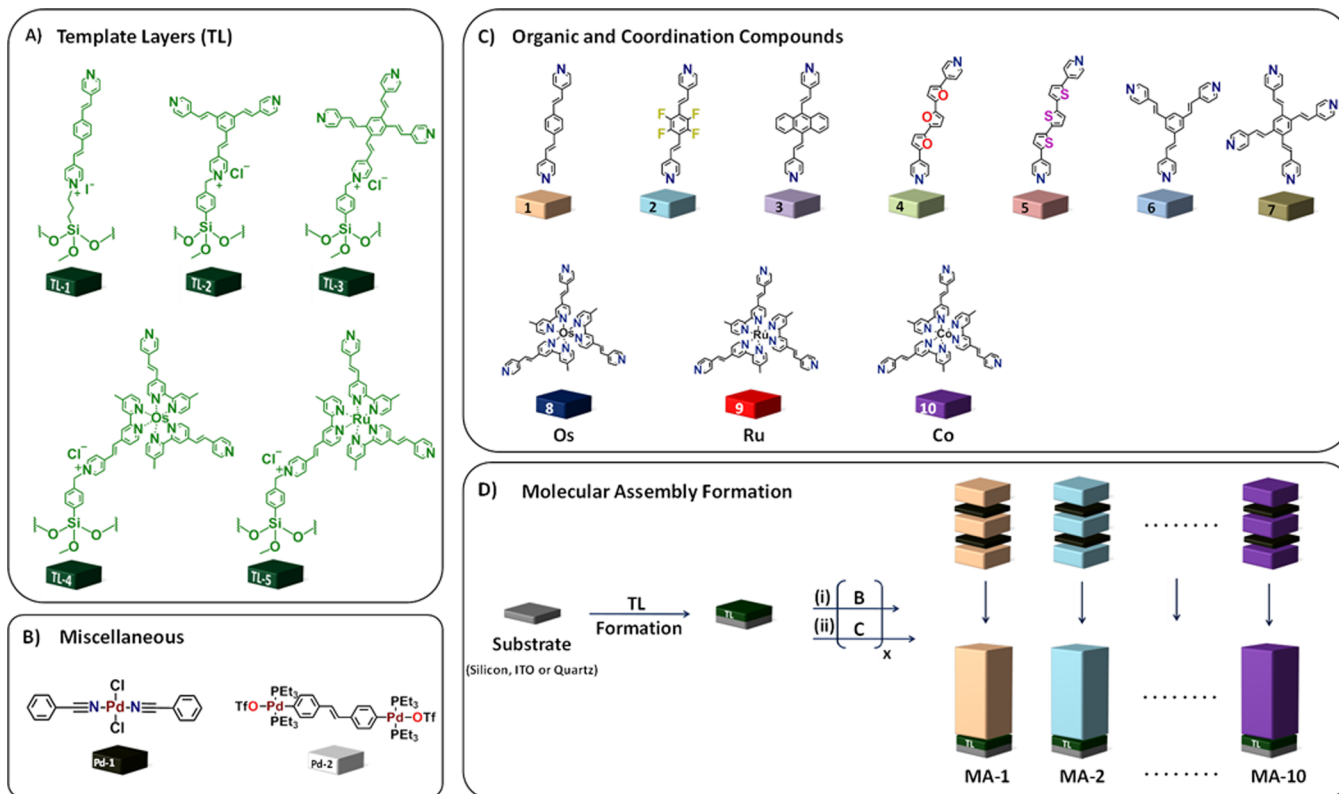 A) Template Layers (TL)
N
N
N
N
N
N
N
N
+ I⁻
N
+
Cl⁻
N
+
Cl⁻
Si
O
O
O
Si
O
O
O
Si
O
O
O
TL-1
TL-2
TL-3
N
N
N
N
N
Os
N
N
N
N
Cl⁻
N
+
N
N
N
N
Ru
N
N
N
N
Cl⁻
N
+
Si
O
O
O
Si
O
O
O
TL-4
TL-5
B) Miscellaneous
Cl
N-Pd-N
Cl
Pd-1
PEt3
TfO-Pd
PEt3
PEt3
Pd-OTf
PEt3
Pd-2
C) Organic and Coordination Compounds
N
N
N
N
N
N
N
N
N
N
N
F
F
F
F
O
O
O
S
S
S
N
N
N
N
N
N
N
N
1
2
3
4
5
6
7
N
N
N
N
N
N
Os
N
N
N
N
N
N
N
N
N
Ru
N
N
N
N
N
N
N
N
N
Co
N
N
N
N
N
N
8
9
10
Os
Ru
Co
D) Molecular Assembly Formation
Substrate
(Silicon, ITO or Quartz)
TL
Formation
TL
(i) B
(ii) C
x
........
TL
TL
TL
MA-1
MA-2
........
MA-10